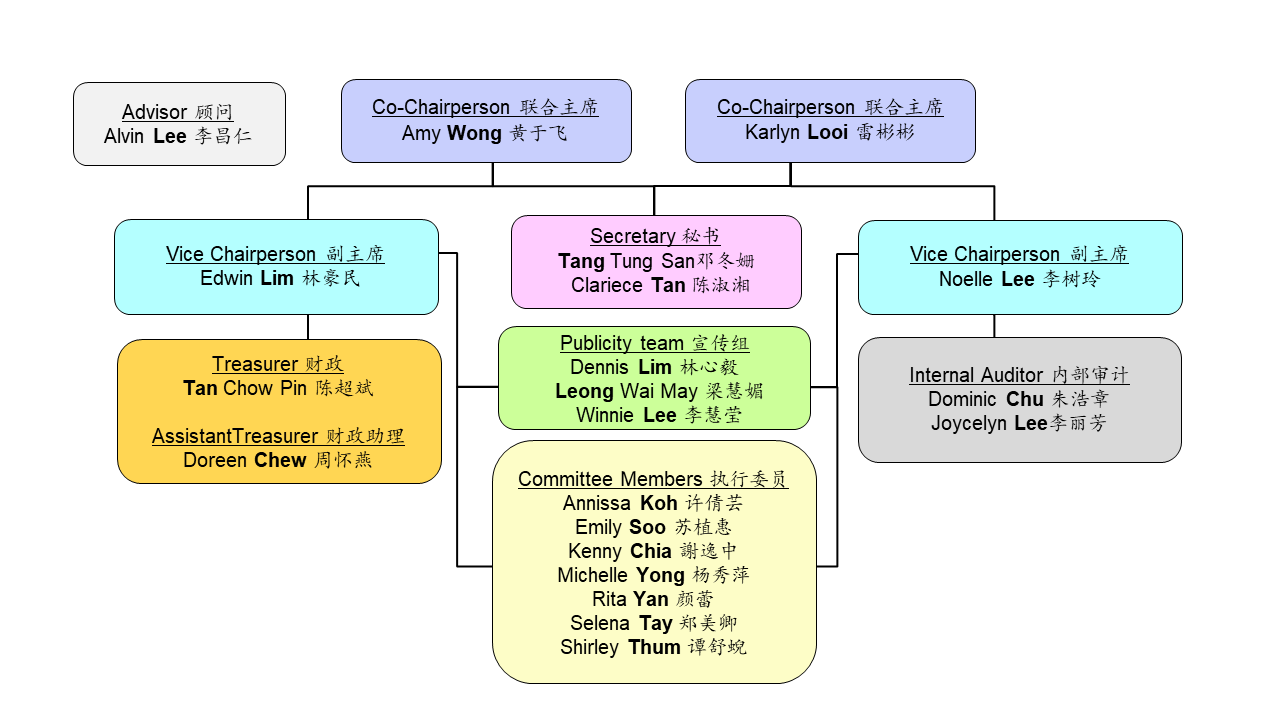 Advisor 顾问
Alvin Lee 李昌仁
Co-Chairperson 联合主席
Amy Wong 黄于飞
Co-Chairperson 联合主席
Karlyn Looi 雷彬彬
Vice Chairperson 副主席
Edwin Lim 林豪民
Secretary 秘书
Tang Tung San邓冬姗
Clariece Tan 陈淑湘
Vice Chairperson 副主席
Noelle Lee 李树玲
Treasurer 财政
Tan Chow Pin 陈超斌
AssistantTreasurer 财政助理
Doreen Chew 周怀燕
Publicity team 宣传组
Dennis Lim 林心毅
Leong Wai May 梁慧媚
Winnie Lee 李慧莹
Internal Auditor 内部审计
Dominic Chu 朱浩章
Joycelyn Lee李丽芳
Committee Members 执行委员
Annissa Koh 许倩芸
Emily Soo 苏植惠
Kenny Chia 謝逸中
Michelle Yong 杨秀萍
Rita Yan 颜蕾
Selena Tay 郑美卿
Shirley Thum 谭舒蜺